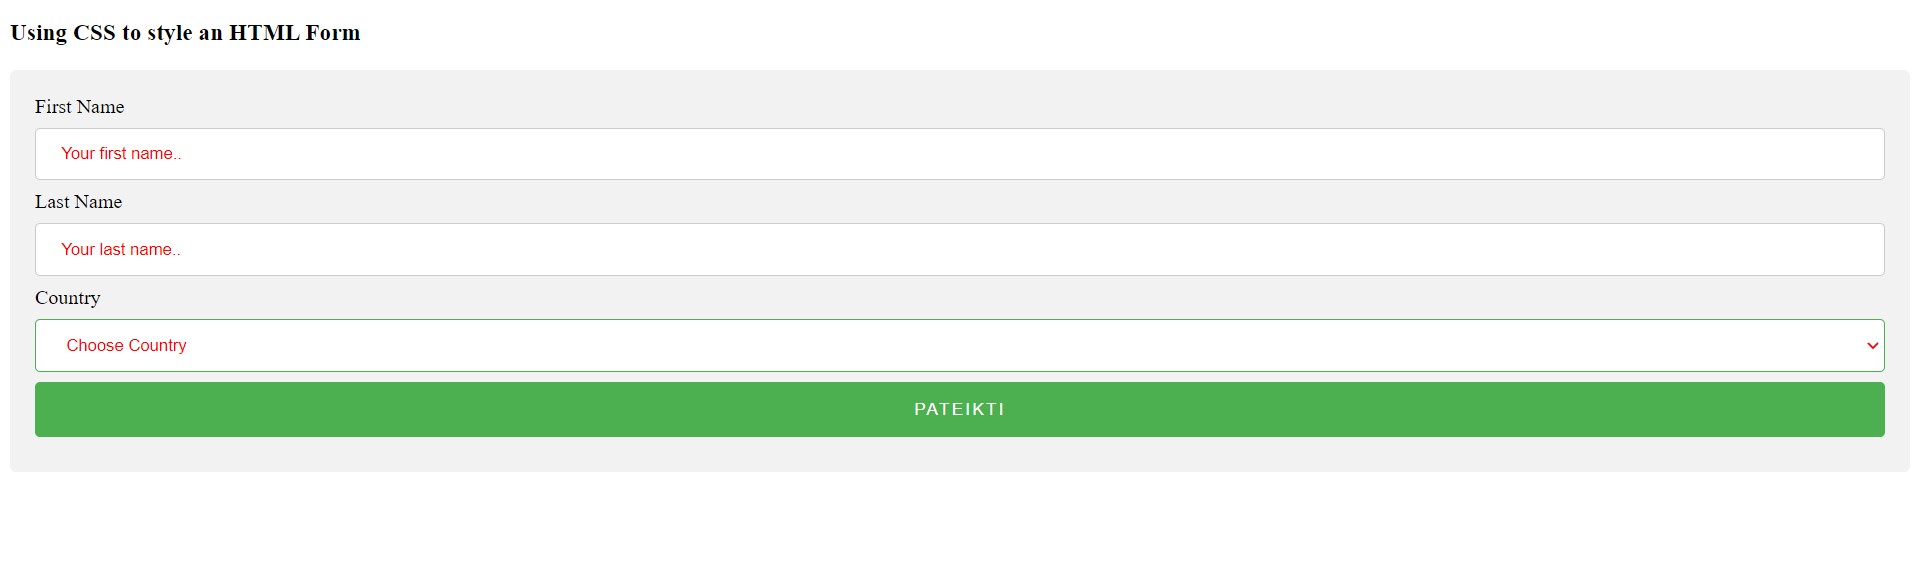 Using CSS to style an HTML Form
First Name
Your first name..
Last Name
Your last name..
Country
Choose Country
PATEIKTI